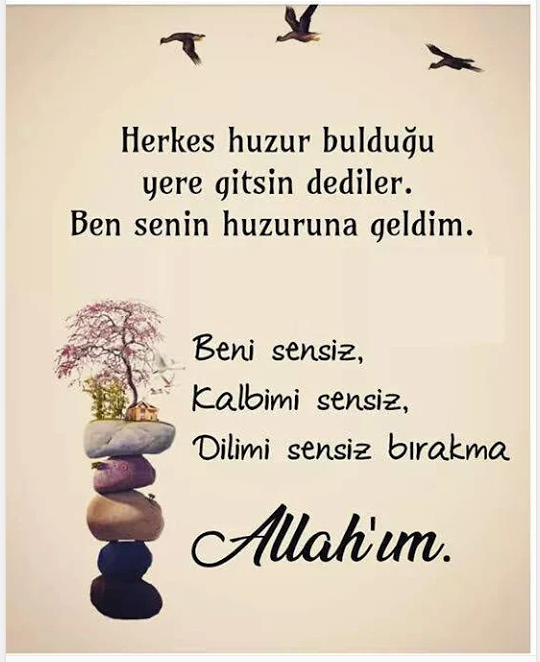 Herkes huzur bulduğu
yere gitsin dediler.
Ben senin huzuruna geldim.
Beni sensiz,
Kalbimi sensiz,
Dilimi sensiz bırakma
Allah'ım.